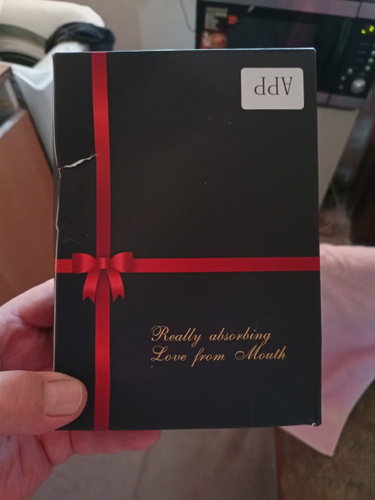 APP
Really absorbing
Love from Mouth